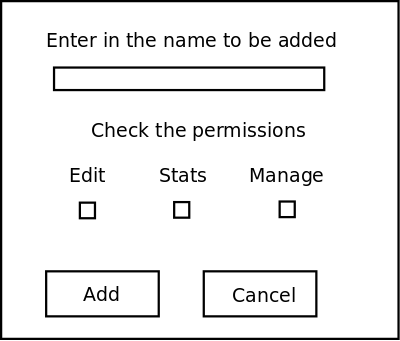 Enter in the name to be added
Check the permissions
Edit Stats Manage
Add Cancel